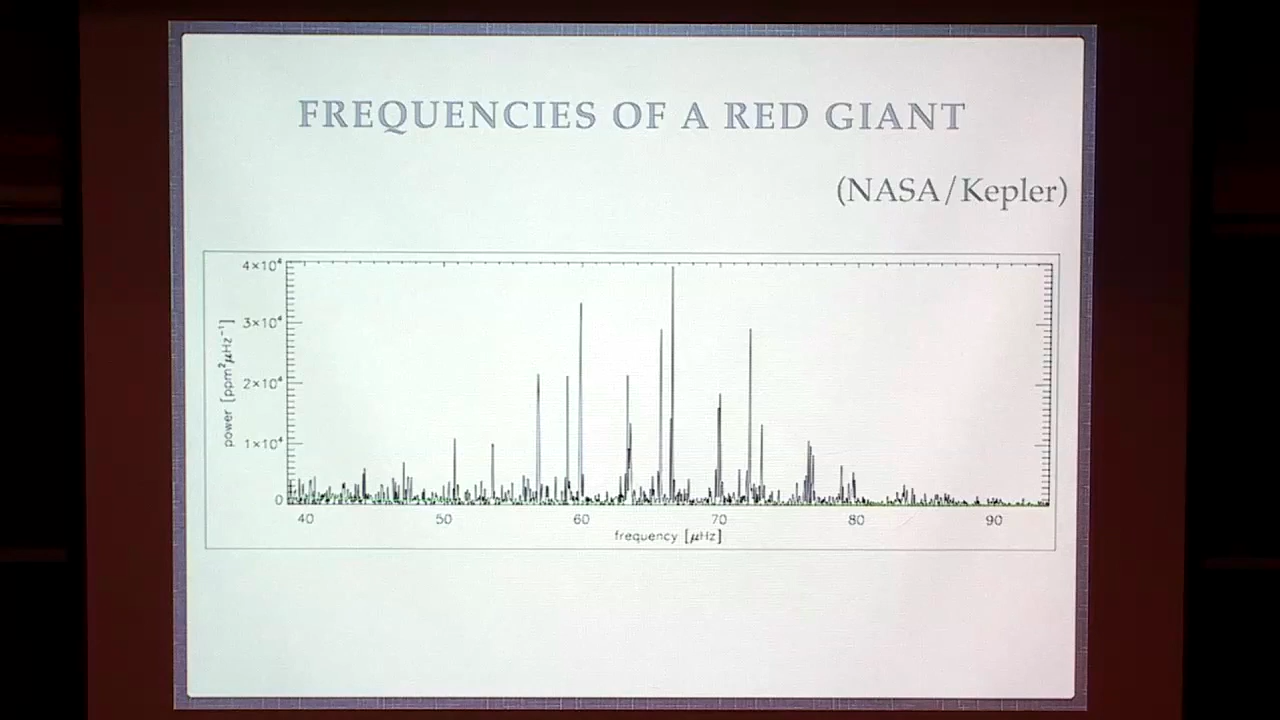 FREQUENCIES OF A RED GIANT
(NASA/Kepler)
4×10⁴
3×10⁴
2×10⁴
1×10⁴
0
power [ppm²μHz⁻¹]
40 50 60 70 80 90
frequency [μHz]